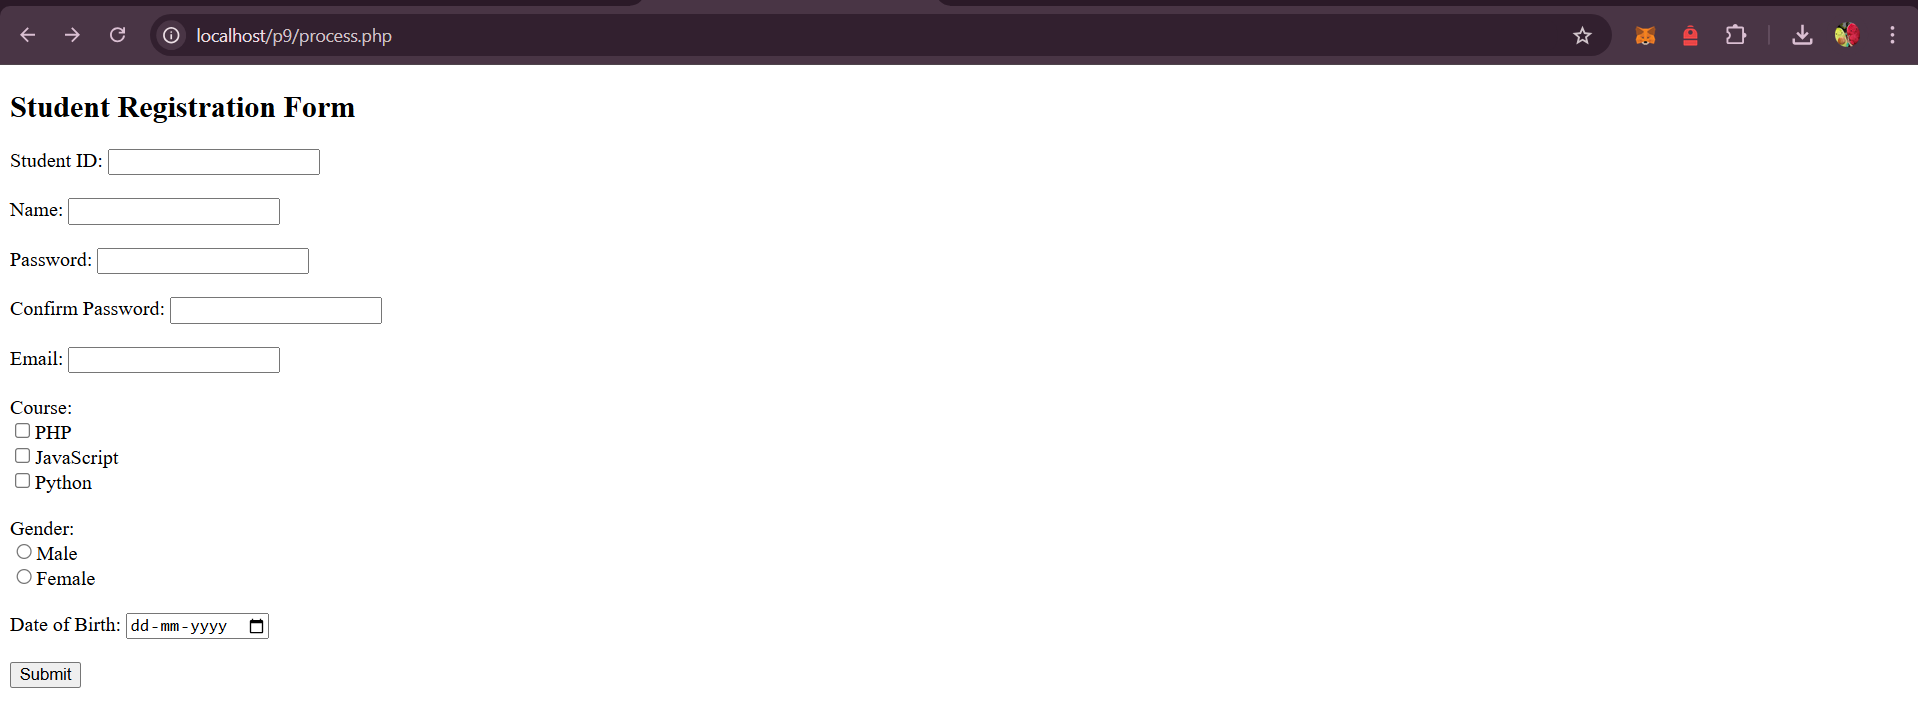 localhost/p9/process.php
Student Registration Form
Student ID:
Name:
Password:
Confirm Password:
Email:
Course:
PHP
JavaScript
Python
Gender:
Male
Female
Date of Birth: dd-mm-yyyy
Submit